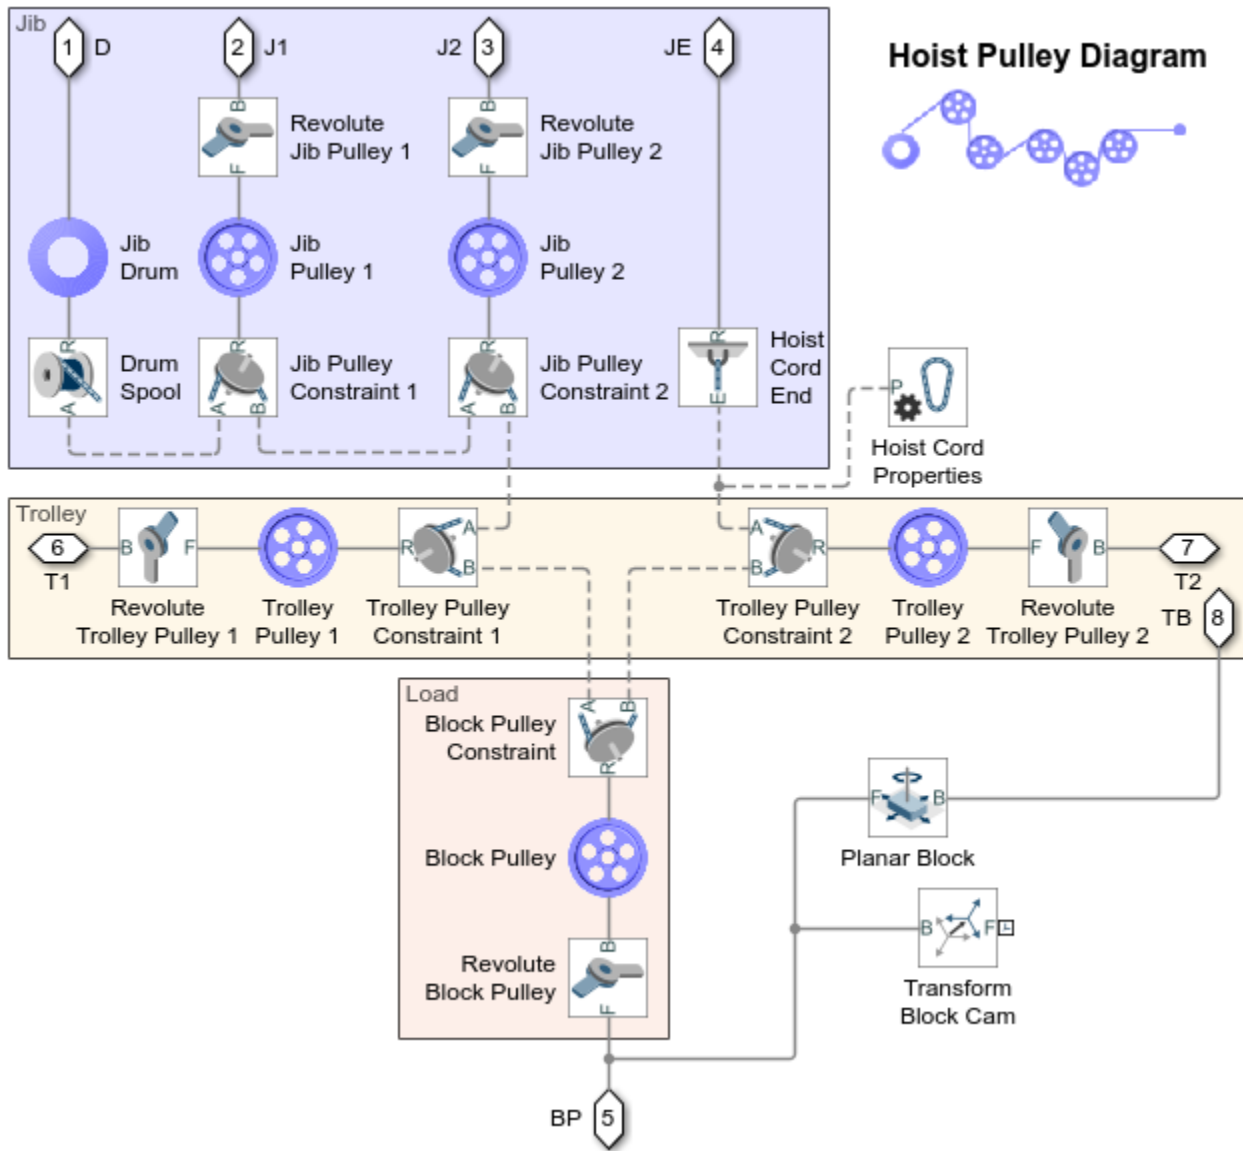 Jib
1 D
2 J1
J2 3
JE 4
Hoist Pulley Diagram
B
Revolute
Jib Pulley 1
F
B
Revolute
Jib Pulley 2
F
Jib
Drum
Jib
Pulley 1
Jib
Pulley 2
R
Drum
Spool
A
R
Jib Pulley
Constraint 1
A B
R
Jib Pulley
Constraint 2
A B
R
Hoist
Cord
End
E
P
Hoist Cord
Properties
Trolley
6
T1
B F
Revolute
Trolley Pulley 1
Trolley
Pulley 1
R A
B
Trolley Pulley
Constraint 1
A
B R
Trolley Pulley
Constraint 2
Trolley
Pulley 2
F B
Revolute
Trolley Pulley 2
7
T2
TB 8
Load
A B
Block Pulley
Constraint
R
Block Pulley
B
Revolute
Block Pulley
F
BP 5
F B
Planar Block
B F
Transform
Block Cam